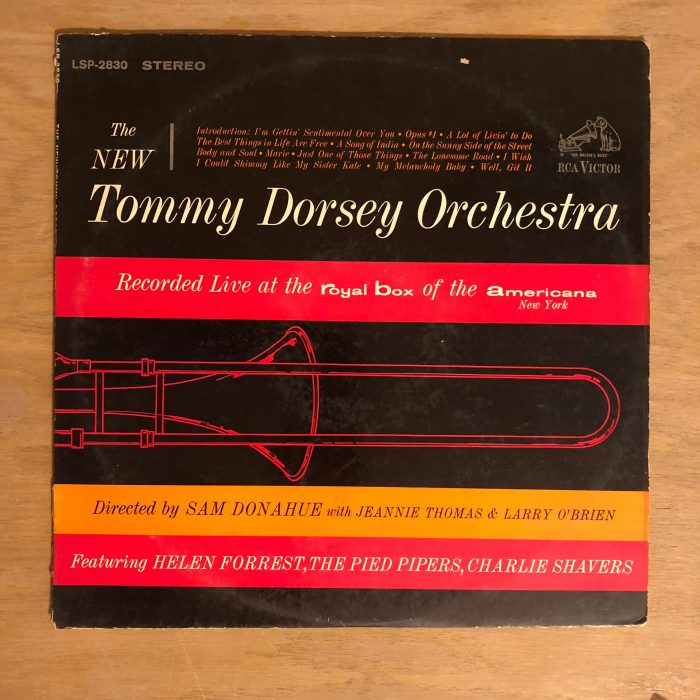 LSP-2830 STEREO
The
NEW
Introduction: I'm Gettin' Sentimental Over You • Opus #1 • A Lot of Livin' to Do
The Best Things in Life Are Free • A Song of India • On the Sunny Side of the Street
Body and Soul • Marie • Just One of Those Things • The Lonesome Road • I Wish
I Could Shimmy Like My Sister Kate • My Melancholy Baby • Well, Git It
"HIS MASTER'S VOICE"
RCA VICTOR
Tommy Dorsey Orchestra
Recorded Live at the royal box of the americana
New York
Directed by SAM DONAHUE with JEANNIE THOMAS & LARRY O'BRIEN
Featuring HELEN FORREST, THE PIED PIPERS, CHARLIE SHAVERS